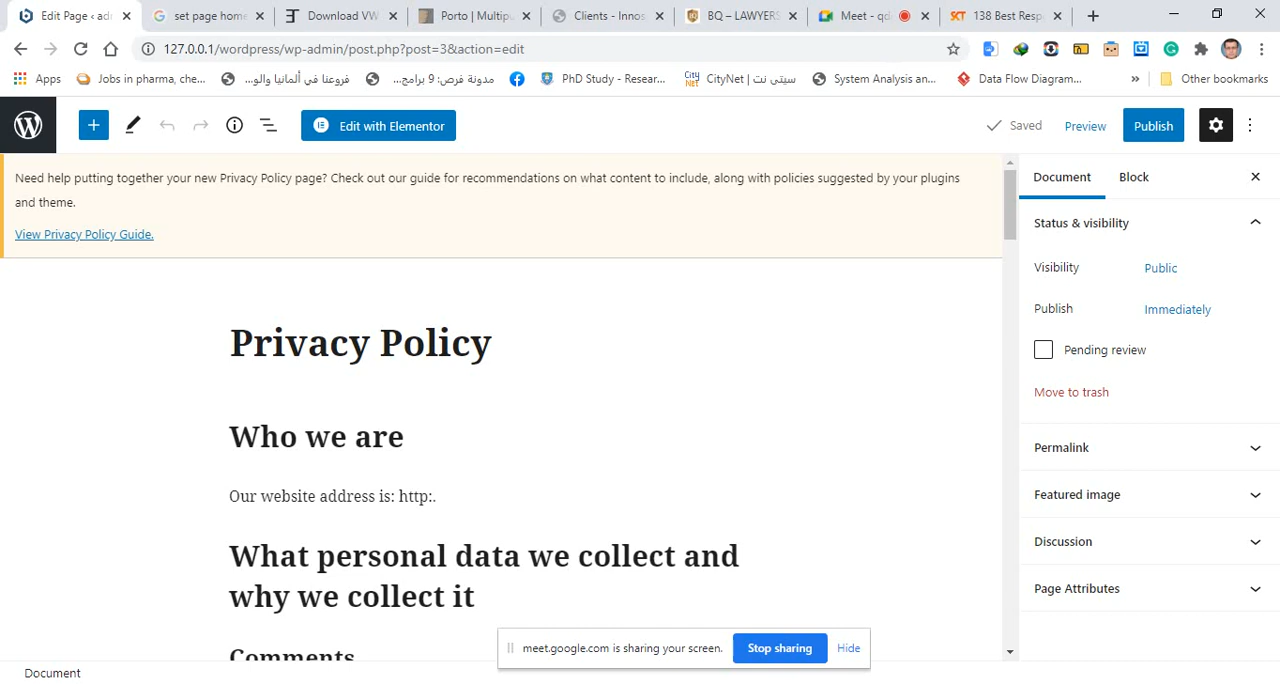 Edit Page ‹ adr
set page home
Download VW
Porto | Multipu
Clients - Innos
BQ – LAWYERS
Meet - qd
138 Best Resp
127.0.0.1/wordpress/wp-admin/post.php?post=3&action=edit
Apps
Jobs in pharma, che...
فروعنا في ألمانيا والو...
مدونة فرص: 9 برامج...
PhD Study - Resear...
CityNet | سيتى نت
System Analysis an...
Data Flow Diagram...
»
Other bookmarks
Edit with Elementor
Saved
Preview
Publish
Need help putting together your new Privacy Policy page? Check out our guide for recommendations on what content to include, along with policies suggested by your plugins
and theme.
View Privacy Policy Guide.
Privacy Policy
Who we are
Our website address is: http:.
What personal data we collect and
why we collect it
Comments
Document
Block
Status & visibility
Visibility
Public
Publish
Immediately
Pending review
Move to trash
Permalink
Featured image
Discussion
Page Attributes
meet.google.com is sharing your screen.
Stop sharing
Hide
Document